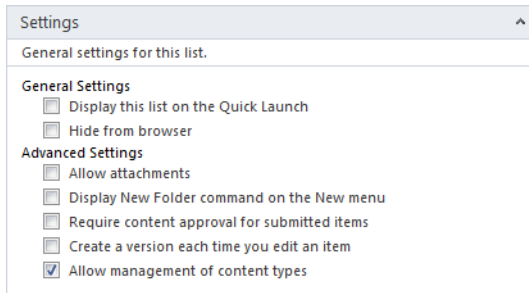 Settings
General settings for this list.
General Settings
Display this list on the Quick Launch
Hide from browser
Advanced Settings
Allow attachments
Display New Folder command on the New menu
Require content approval for submitted items
Create a version each time you edit an item
Allow management of content types